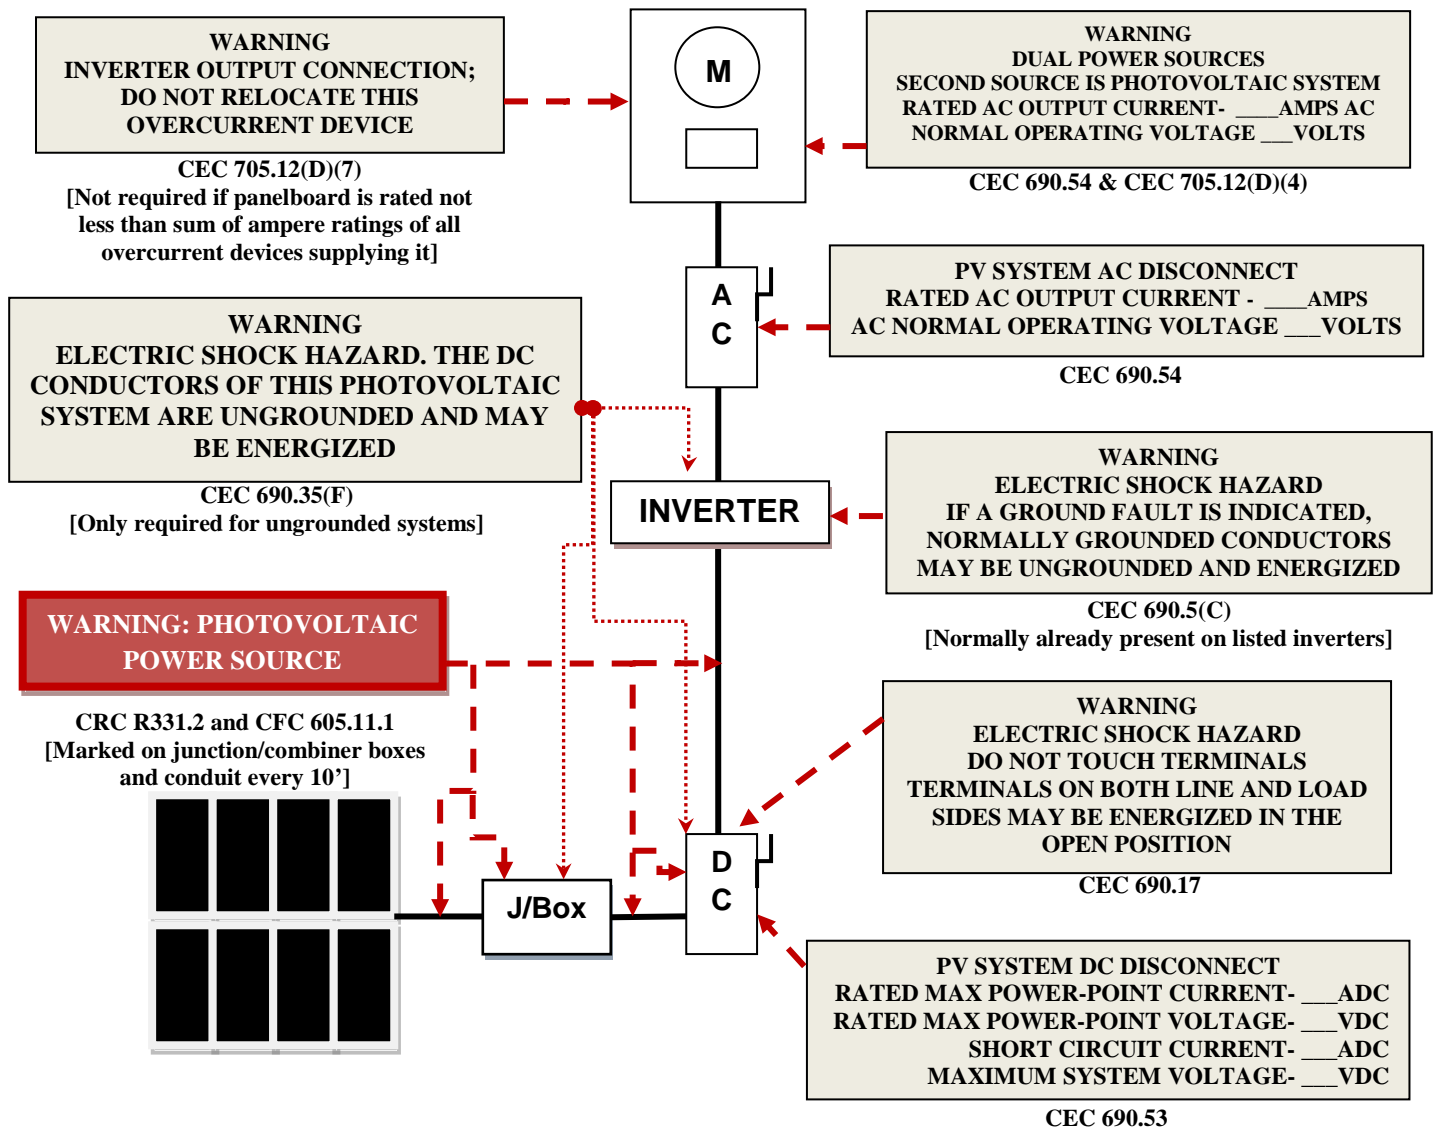 WARNING
INVERTER OUTPUT CONNECTION;
DO NOT RELOCATE THIS
OVERCURRENT DEVICE
CEC 705.12(D)(7)
[Not required if panelboard is rated not
less than sum of ampere ratings of all
overcurrent devices supplying it]
M
WARNING
DUAL POWER SOURCES
SECOND SOURCE IS PHOTOVOLTAIC SYSTEM
RATED AC OUTPUT CURRENT- ____AMPS AC
NORMAL OPERATING VOLTAGE ___VOLTS
CEC 690.54 & CEC 705.12(D)(4)
A
C
PV SYSTEM AC DISCONNECT
RATED AC OUTPUT CURRENT - ____AMPS
AC NORMAL OPERATING VOLTAGE ___VOLTS
CEC 690.54
WARNING
ELECTRIC SHOCK HAZARD. THE DC
CONDUCTORS OF THIS PHOTOVOLTAIC
SYSTEM ARE UNGROUNDED AND MAY
BE ENERGIZED
CEC 690.35(F)
[Only required for ungrounded systems]
INVERTER
WARNING
ELECTRIC SHOCK HAZARD
IF A GROUND FAULT IS INDICATED,
NORMALLY GROUNDED CONDUCTORS
MAY BE UNGROUNDED AND ENERGIZED
CEC 690.5(C)
[Normally already present on listed inverters]
WARNING: PHOTOVOLTAIC
POWER SOURCE
CRC R331.2 and CFC 605.11.1
[Marked on junction/combiner boxes
and conduit every 10’]
WARNING
ELECTRIC SHOCK HAZARD
DO NOT TOUCH TERMINALS
TERMINALS ON BOTH LINE AND LOAD
SIDES MAY BE ENERGIZED IN THE
OPEN POSITION
CEC 690.17
J/Box
D
C
PV SYSTEM DC DISCONNECT
RATED MAX POWER-POINT CURRENT- ___ADC
RATED MAX POWER-POINT VOLTAGE- ___VDC
SHORT CIRCUIT CURRENT- ___ADC
MAXIMUM SYSTEM VOLTAGE- ___VDC
CEC 690.53